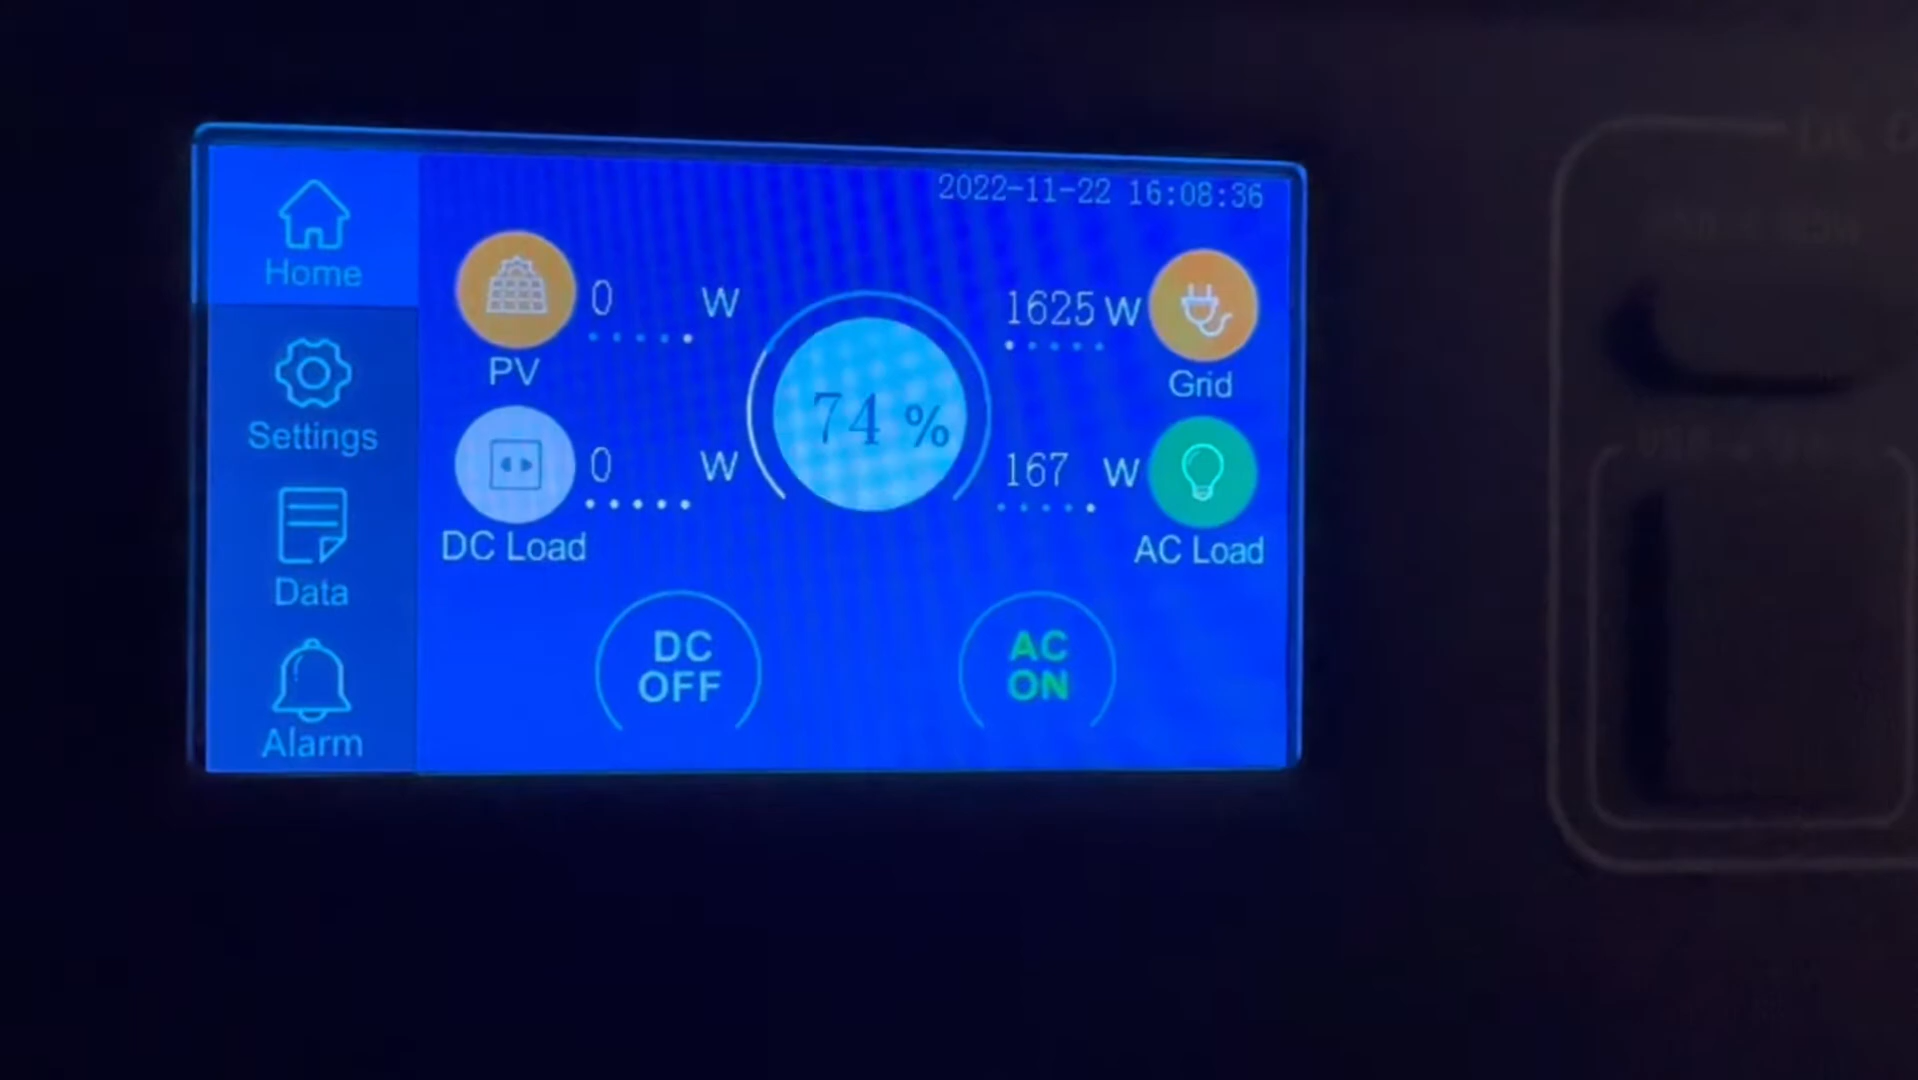 2022-11-22 16:08:36
Home
Settings
Data
Alarm
0 W
PV
0 W
DC Load
74 %
1625 W
Grid
167 W
AC Load
DC
OFF
AC
ON